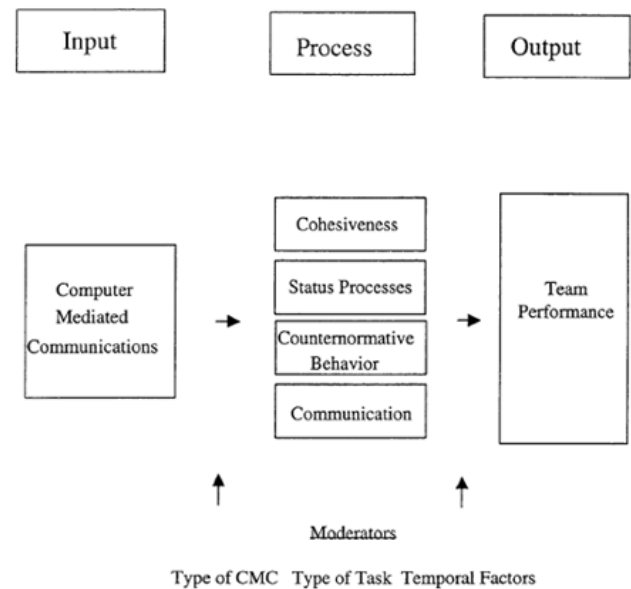 Input
Process
Output
Cohesiveness
Status Processes
Counternormative
Behavior
Communication
Computer
Mediated
Communications
Team
Performance
Moderators
Type of CMC Type of Task Temporal Factors